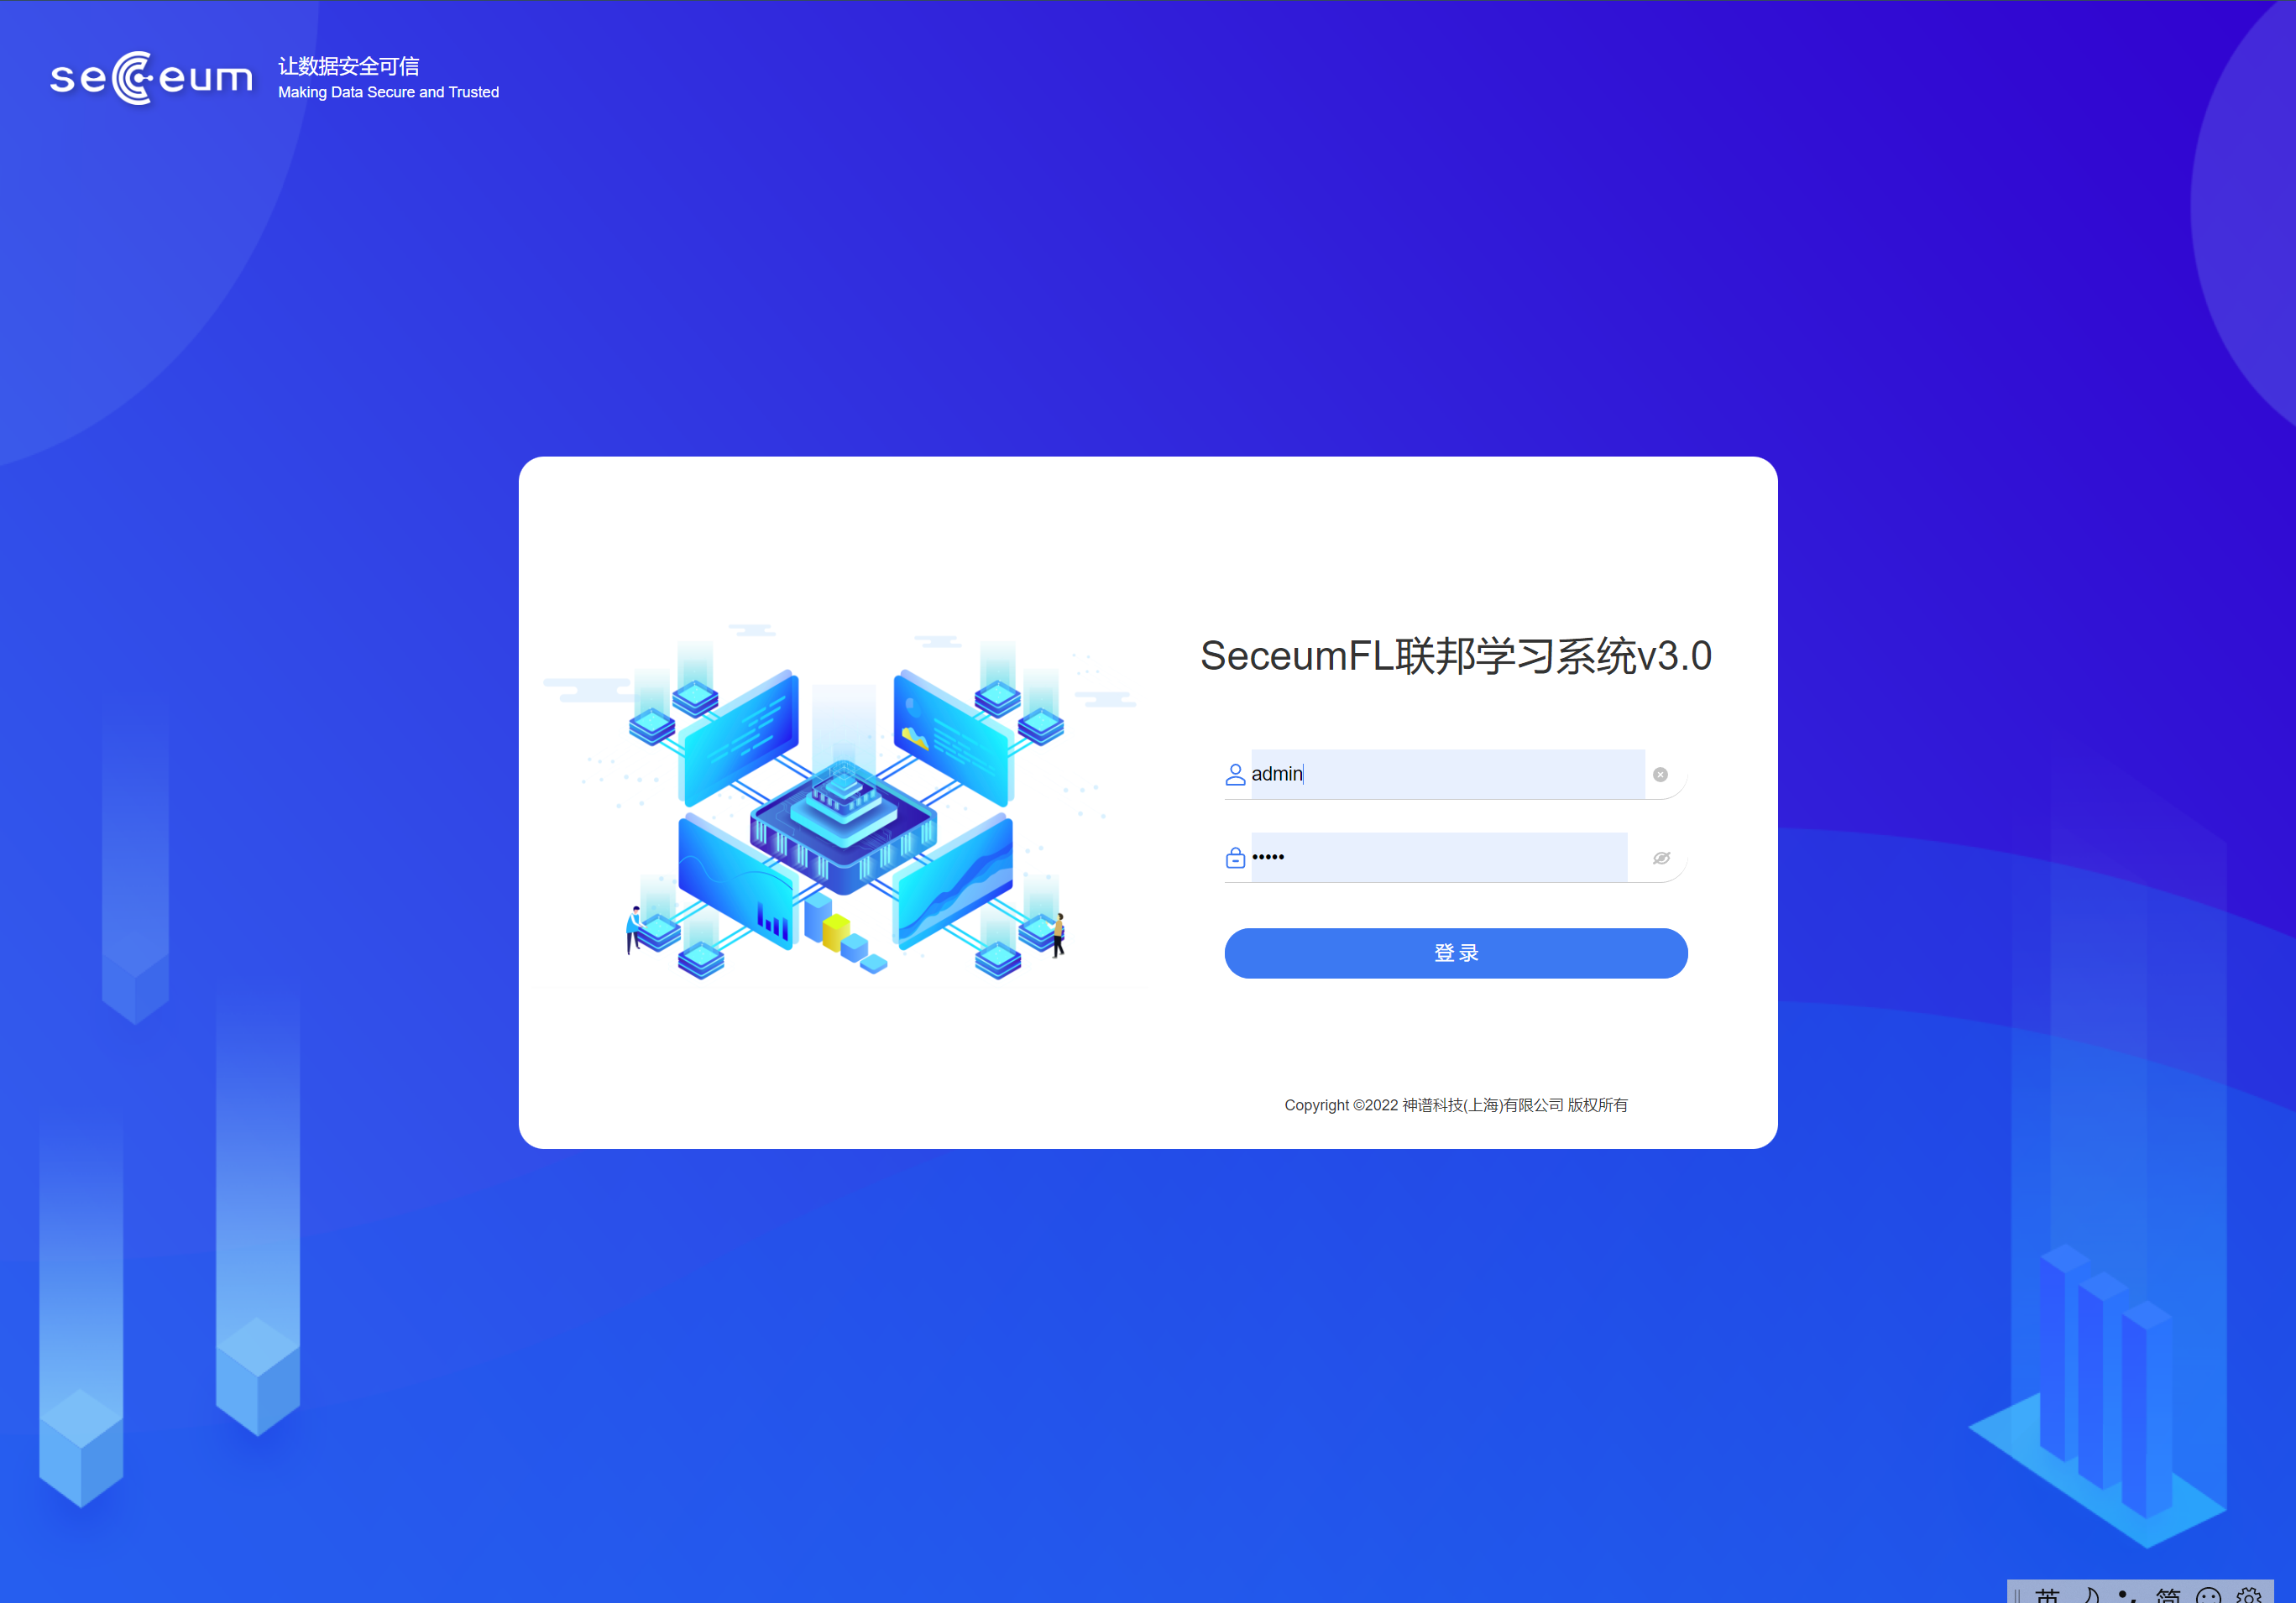 secceum
让数据安全可信
Making Data Secure and Trusted
SeceumFL联邦学习系统v3.0
admin
•••••
登录
Copyright ©2022 神谱科技(上海)有限公司 版权所有
英 简